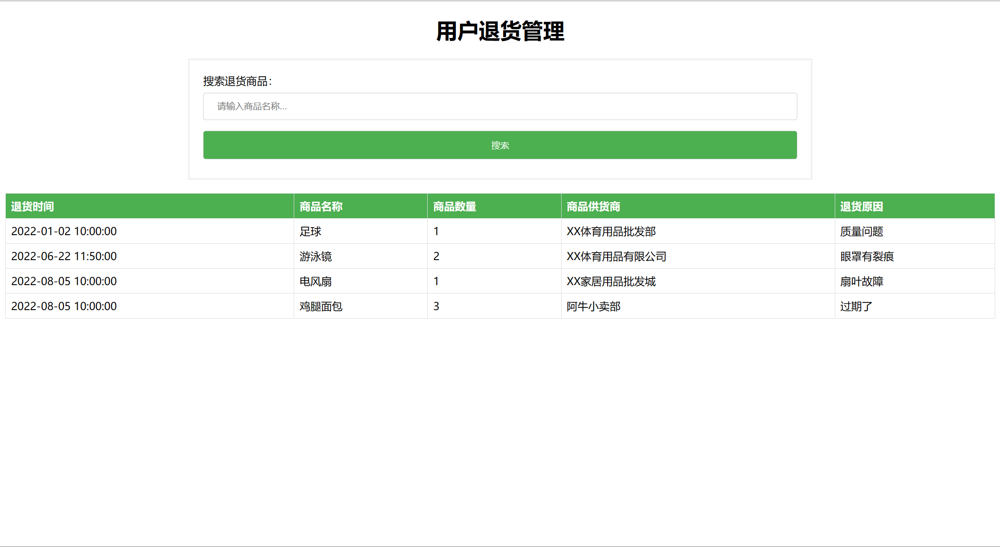 用户退货管理
搜索退货商品：
请输入商品名称...
搜索
退货时间 商品名称 商品数量 商品供货商 退货原因
2022-01-02 10:00:00 足球 1 XX体育用品批发部 质量问题
2022-06-22 11:50:00 游泳镜 2 XX体育用品有限公司 眼罩有裂痕
2022-08-05 10:00:00 电风扇 1 XX家居用品批发城 扇叶故障
2022-08-05 10:00:00 鸡腿面包 3 阿牛小卖部 过期了